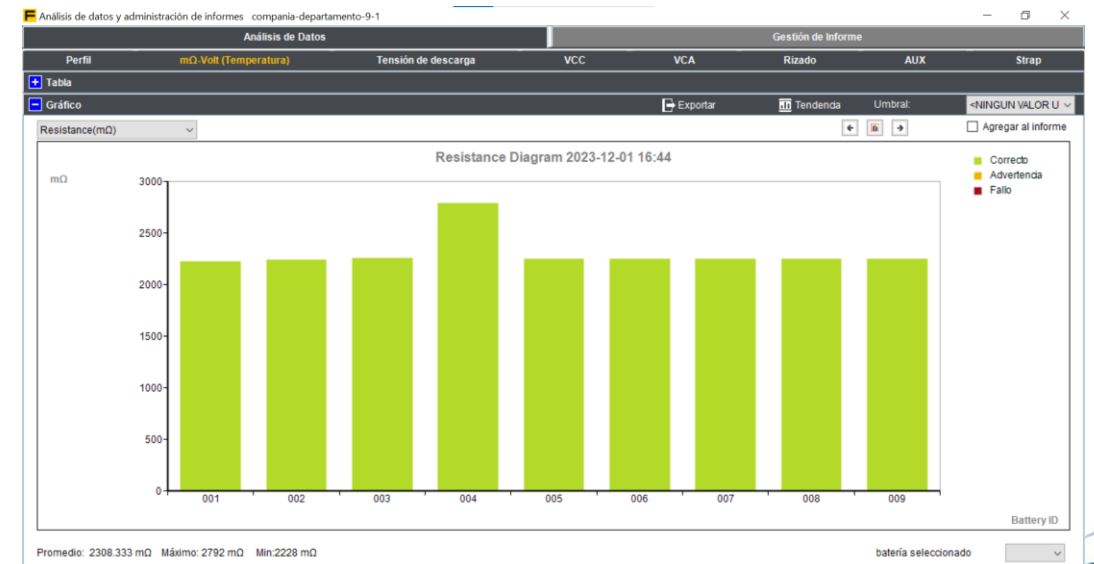 Análisis de datos y administración de informes compania-departamento-9-1
Análisis de Datos Gestión de Informe
Perfil mΩ-Volt (Temperatura) Tensión de descarga VCC VCA Rizado AUX Strap
Tabla
Gráfico Exportar Tendencia Umbral: <NINGUN VALOR U
Resistance(mΩ) Agregar al informe
Resistance Diagram 2023-12-01 16:44
Correcto
Advertencia
Fallo
mΩ
3000
2500
2000
1500
1000
500
0
001 002 003 004 005 006 007 008 009
Battery ID
Promedio: 2308.333 mΩ Máximo: 2792 mΩ Min:2228 mΩ batería seleccionado